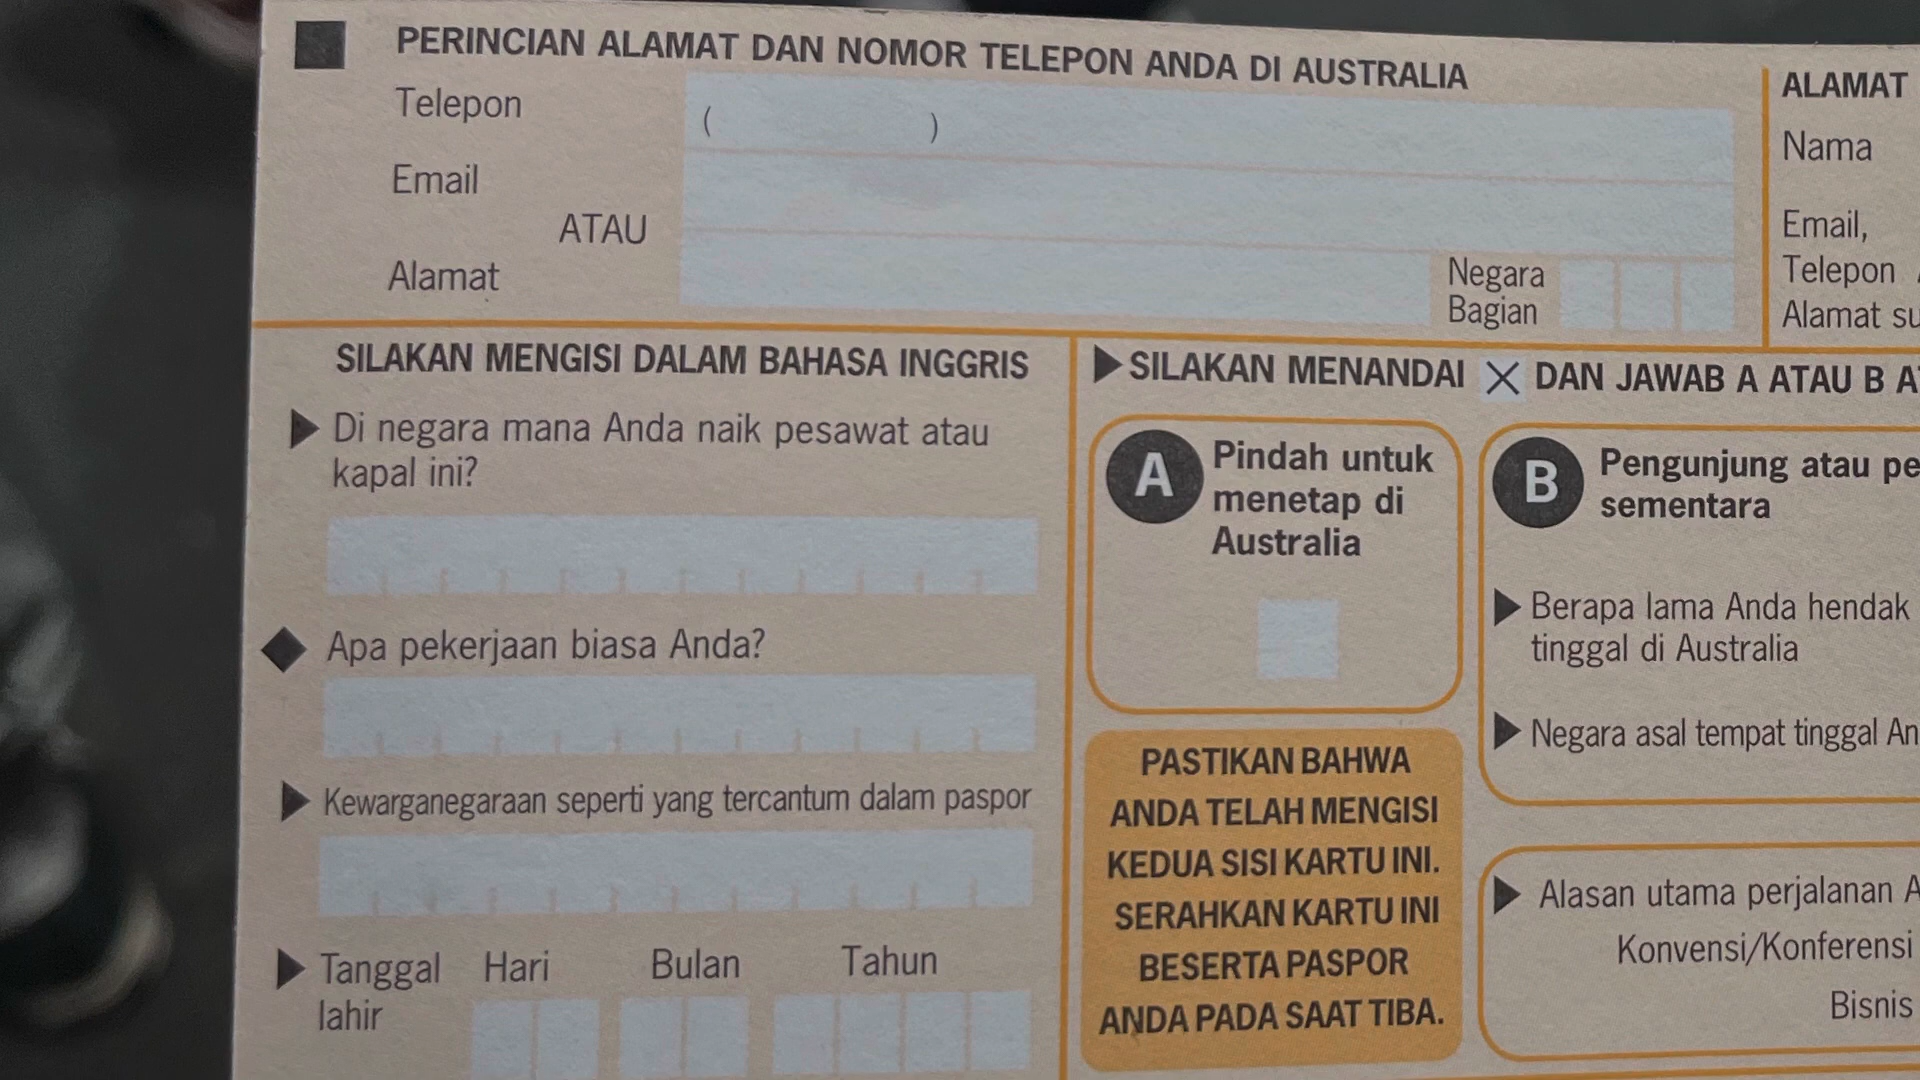 PERINCIAN ALAMAT DAN NOMOR TELEPON ANDA DI AUSTRALIA
Telepon ( )
Email
ATAU
Alamat
Negara
Bagian
ALAMAT
Nama
Email,
Telepon
Alamat
SILAKAN MENGISI DALAM BAHASA INGGRIS
Di negara mana Anda naik pesawat atau
kapal ini?
Apa pekerjaan biasa Anda?
Kewarganegaraan seperti yang tercantum dalam paspor
Tanggal Hari Bulan Tahun
lahir
SILAKAN MENANDAI X DAN JAWAB A ATAU B
A Pindah untuk
menetap di
Australia
PASTIKAN BAHWA
ANDA TELAH MENGISI
KEDUA SISI KARTU INI.
SERAHKAN KARTU INI
BESERTA PASPOR
ANDA PADA SAAT TIBA.
B Pengunjung atau
sementara
Berapa lama Anda hendak
tinggal di Australia
Negara asal tempat tinggal
Alasan utama perjalanan
Konvensi/Konferensi
Bisnis